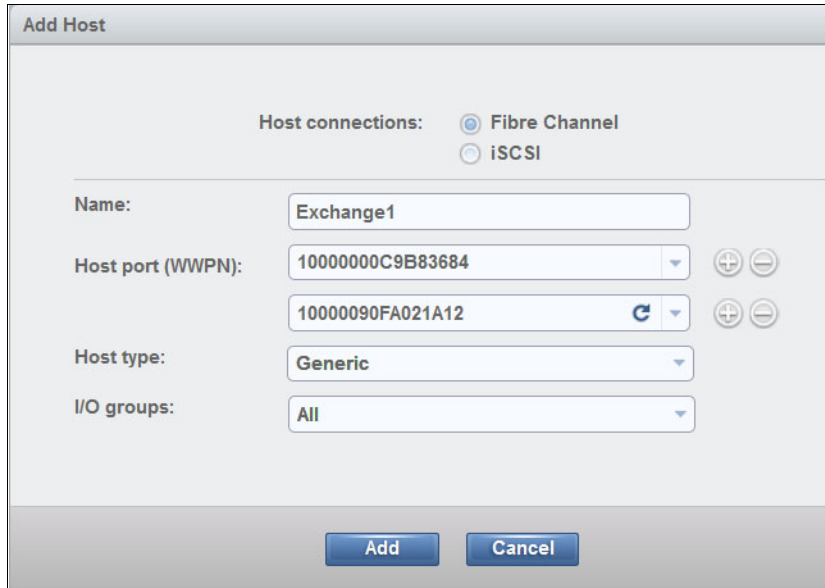 Add Host
Host connections: Fibre Channel
iSCSI
Name: Exchange1
Host port (WWPN): 10000000C9B83684
10000090FA021A12
Host type: Generic
I/O groups: All
Add Cancel